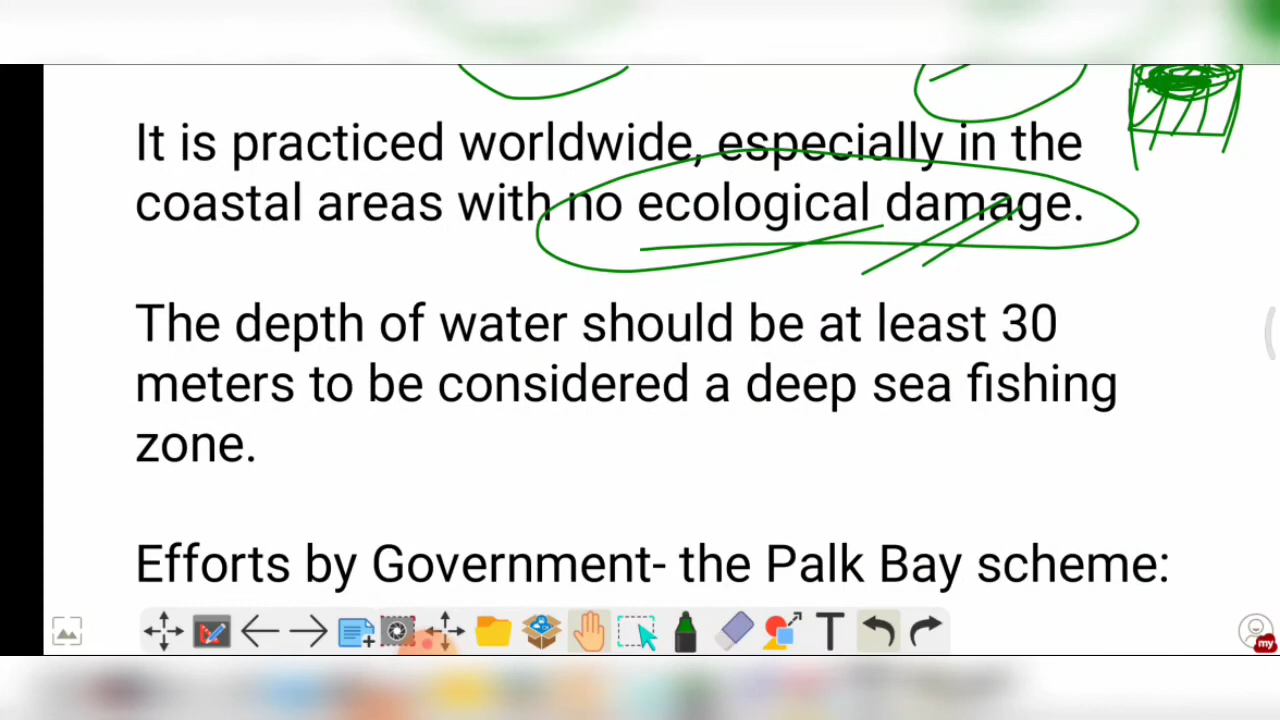 It is practiced worldwide, especially in the
coastal areas with no ecological damage.
The depth of water should be at least 30
meters to be considered a deep sea fishing
zone.
Efforts by Government- the Palk Bay scheme:
T
my